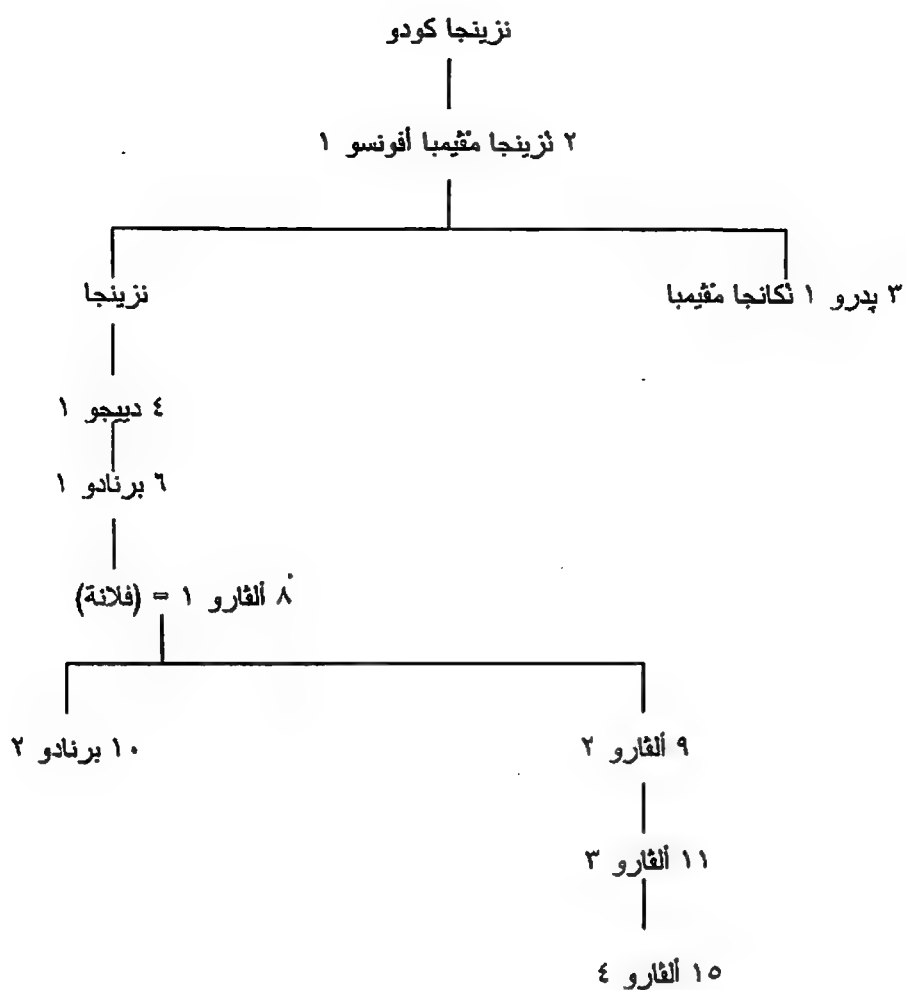 نزينجا كودو
٢ نزينجا مڤيمبا أفونسو ١
نزينجا
٣ پدرو ١ نكانجا مڤيمبا
٤ دييجو ١
٦ برنادو ١
٨ ألڤارو ١ = (فلانة)
١٠ برنادو ٢
٩ ألڤارو ٢
١١ ألڤارو ٣
١٥ ألڤارو ٤